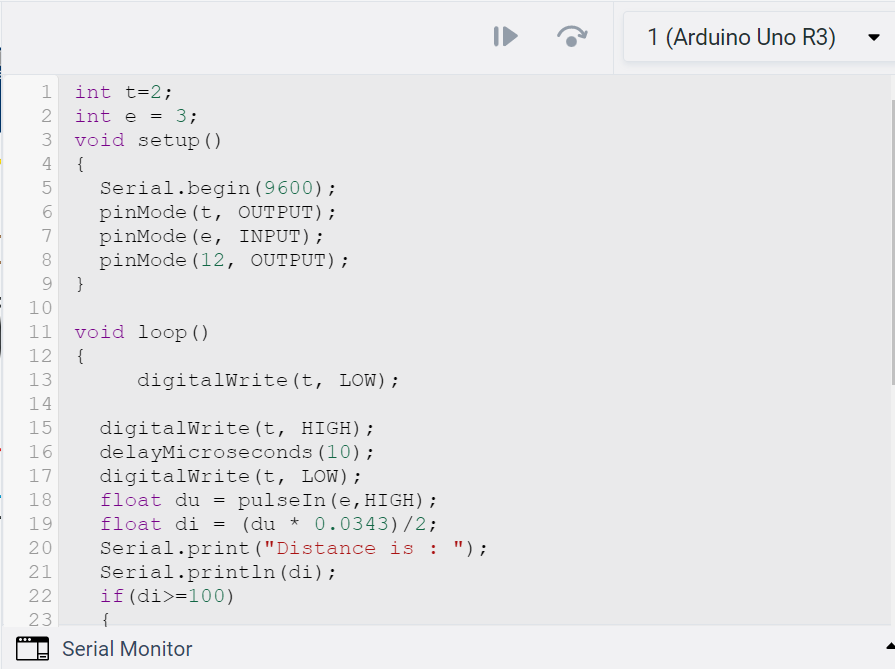 1 (Arduino Uno R3)
1 int t=2;
2 int e = 3;
3 void setup()
4 {
5   Serial.begin(9600);
6   pinMode(t, OUTPUT);
7   pinMode(e, INPUT);
8   pinMode(12, OUTPUT);
9 }
10
11 void loop()
12 {
13      digitalWrite(t, LOW);
14
15   digitalWrite(t, HIGH);
16   delayMicroseconds(10);
17   digitalWrite(t, LOW);
18   float du = pulseIn(e,HIGH);
19   float di = (du * 0.0343)/2;
20   Serial.print("Distance is : ");
21   Serial.println(di);
22   if(di>=100)
23   {
Serial Monitor